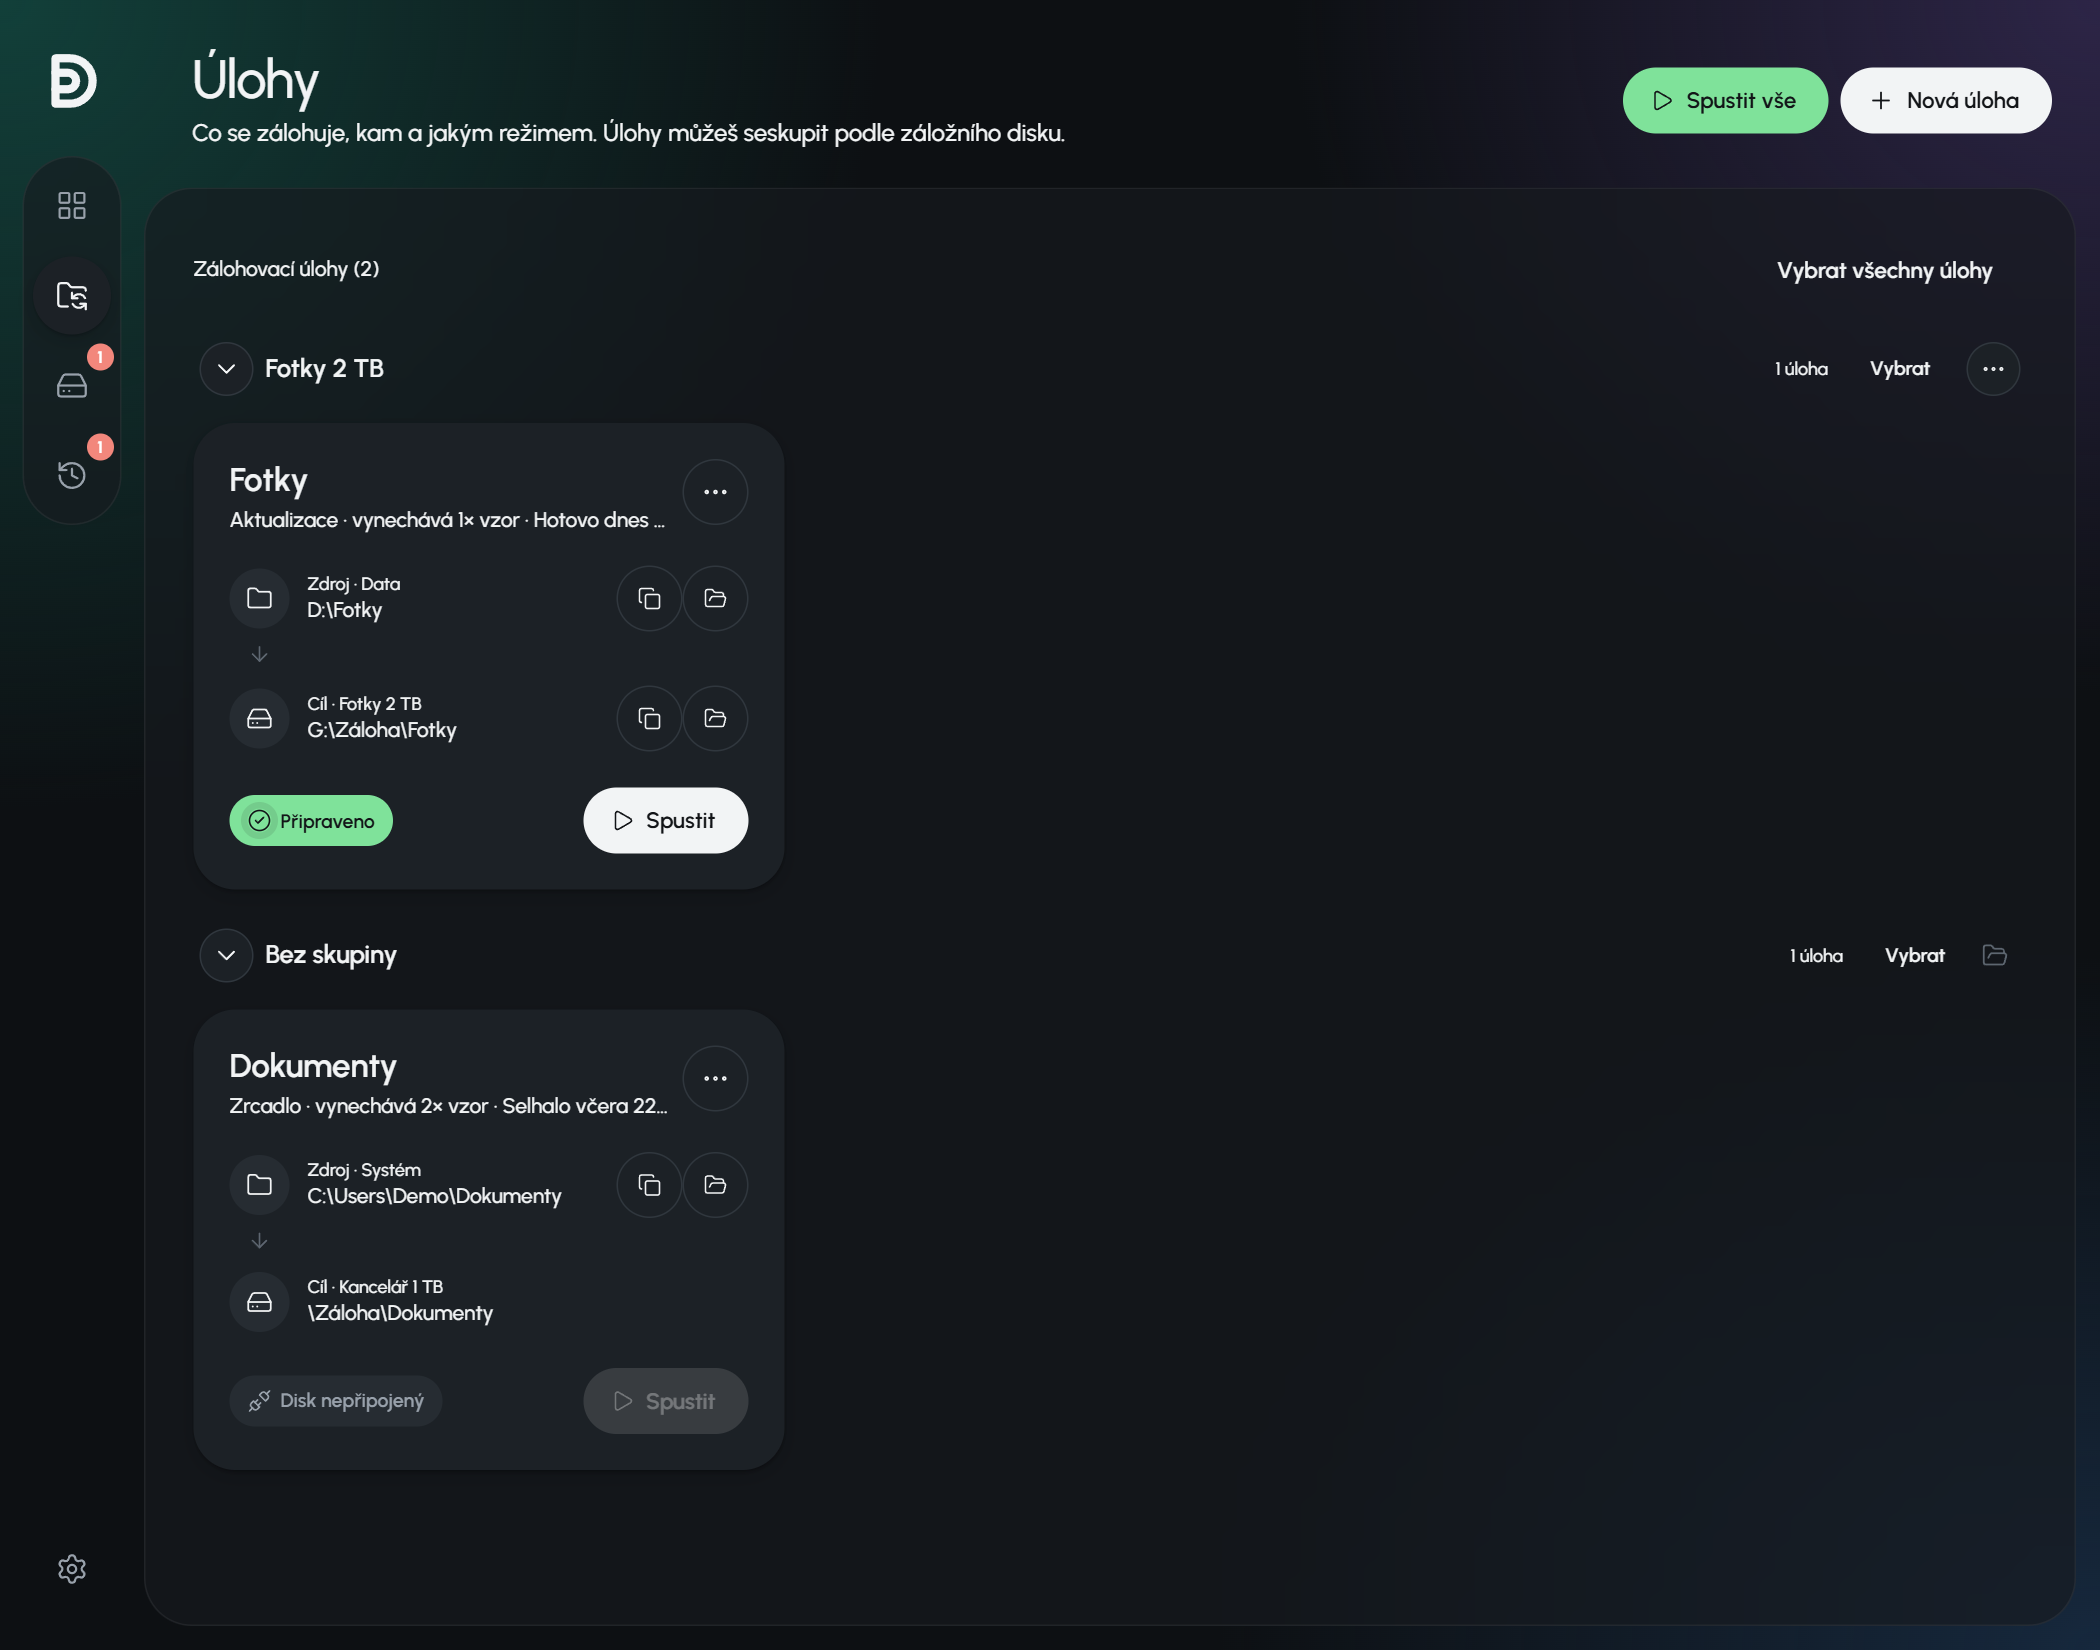 Úlohy
Co se zálohuje, kam a jakým režimem. Úlohy můžeš seskupit podle záložního disku.
Spustit vše
Nová úloha
1
1
Zálohovací úlohy (2)
Vybrat všechny úlohy
Fotky 2 TB
1 úloha
Vybrat
Fotky
Aktualizace · vynechává 1× vzor · Hotovo dnes ...
Zdroj · Data
D:\Fotky
Cíl · Fotky 2 TB
G:\Záloha\Fotky
Připraveno
Spustit
Bez skupiny
1 úloha
Vybrat
Dokumenty
Zrcadlo · vynechává 2× vzor · Selhalo včera 22...
Zdroj · Systém
C:\Users\Demo\Dokumenty
Cíl · Kancelář 1 TB
\Záloha\Dokumenty
Disk nepřipojený
Spustit